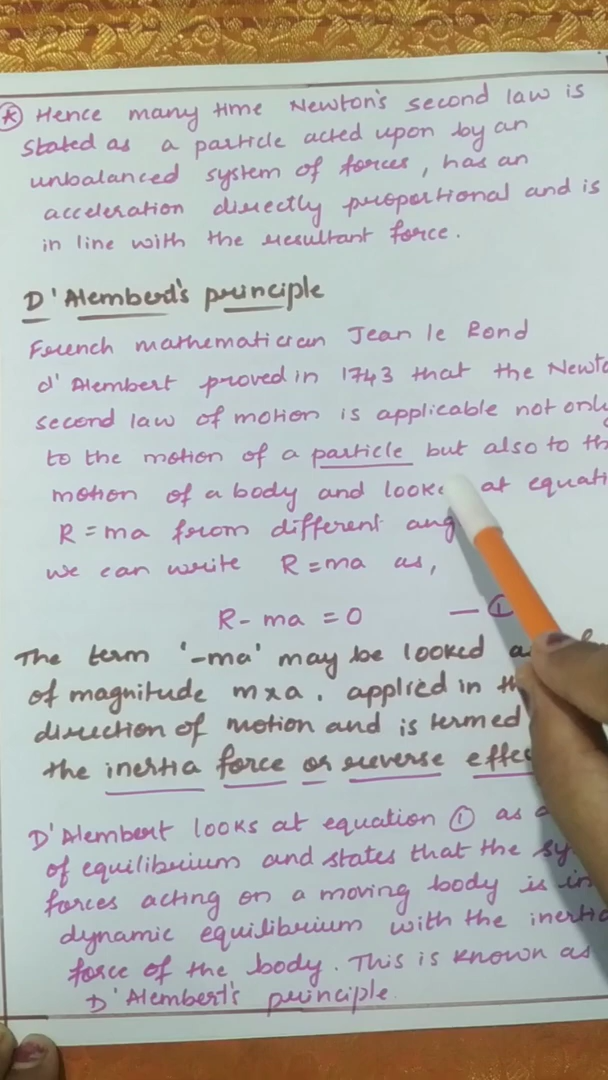 * Hence many time Newton's second law is
stated as a particle acted upon by an
unbalanced system of forces, has an
acceleration directly proportional and is
in line with the resultant force.
D'Alemberd's principle
French mathematician Jean le Rond
d'Alembert proved in 1743 that the
second law of motion is applicable not only
to the motion of a particle but also to
motion of a body and looke at
R = ma from different
we can write R = ma as,
R - ma = 0 — ①
The term '-ma' may be looked
of magnitude m x a, applied in
direction of motion and is termed
the inertia force or reverse
D'Alembert looks at equation ① as
of equilibrium and states that the
forces acting on a moving body is in
dynamic equilibrium with the
force of the body. This is known as
D'Alembert's principle.